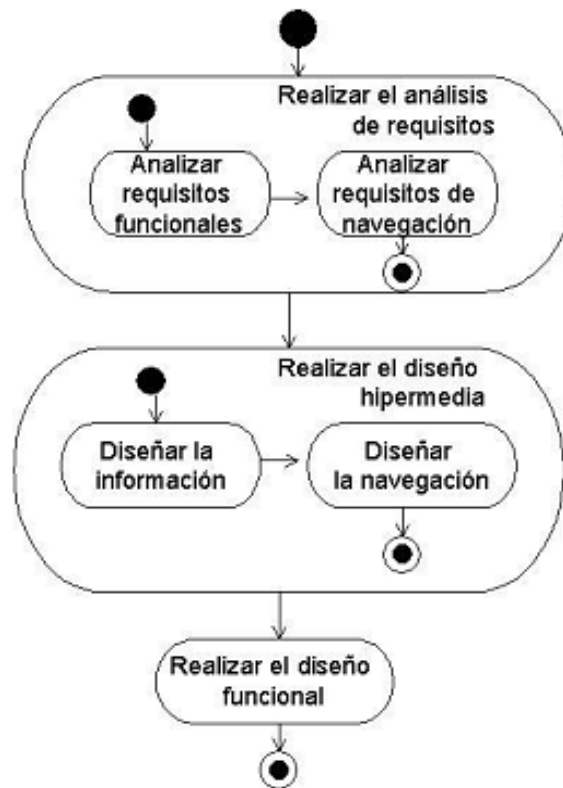 Realizar el análisis
de requisitos
Analizar
requisitos
funcionales
Analizar
requisitos de
navegación
Realizar el diseño
hipermedia
Diseñar la
información
Diseñar
la navegación
Realizar el diseño
funcional